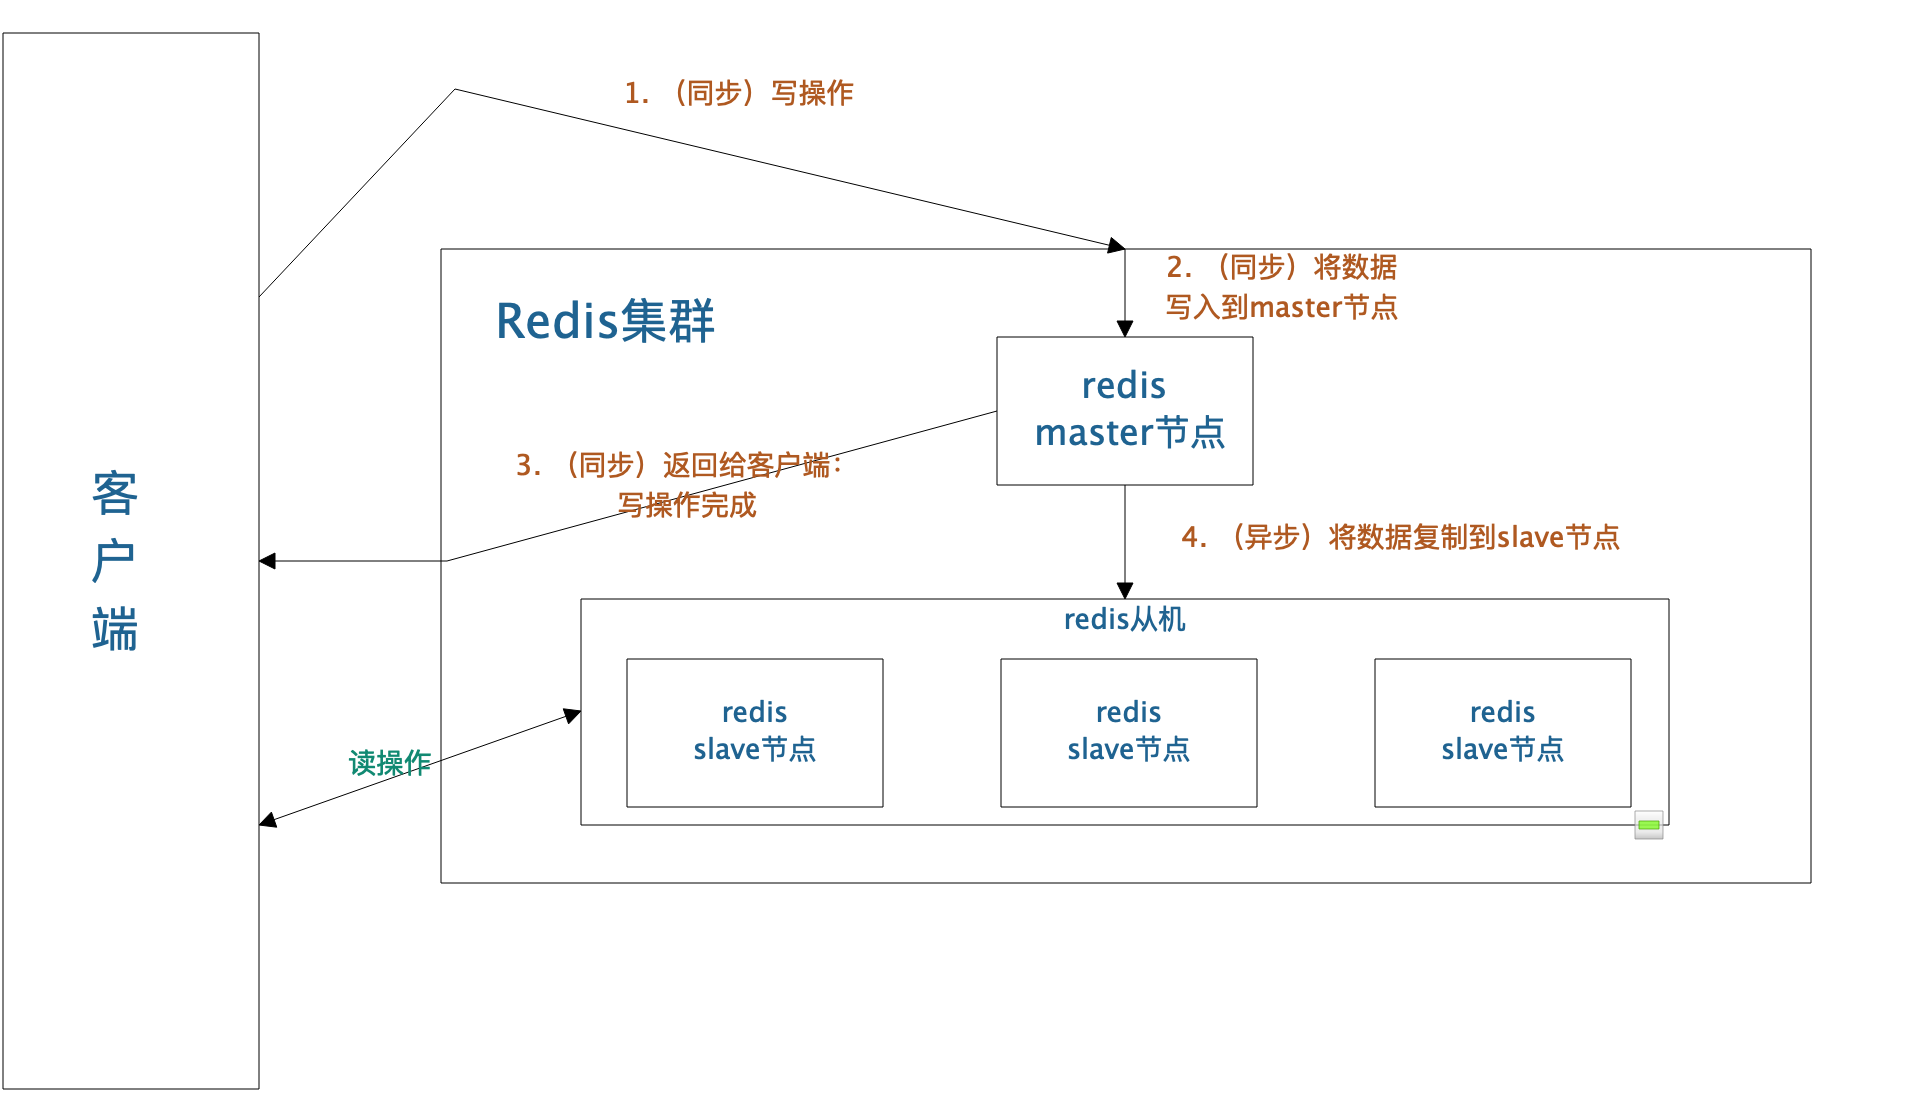 1. （同步）写操作
2. （同步）将数据
写入到master节点
Redis集群
redis
master节点
3. （同步）返回给客户端：
写操作完成
客
户
端
4. （异步）将数据复制到slave节点
redis从机
redis
slave节点
redis
slave节点
redis
slave节点
读操作